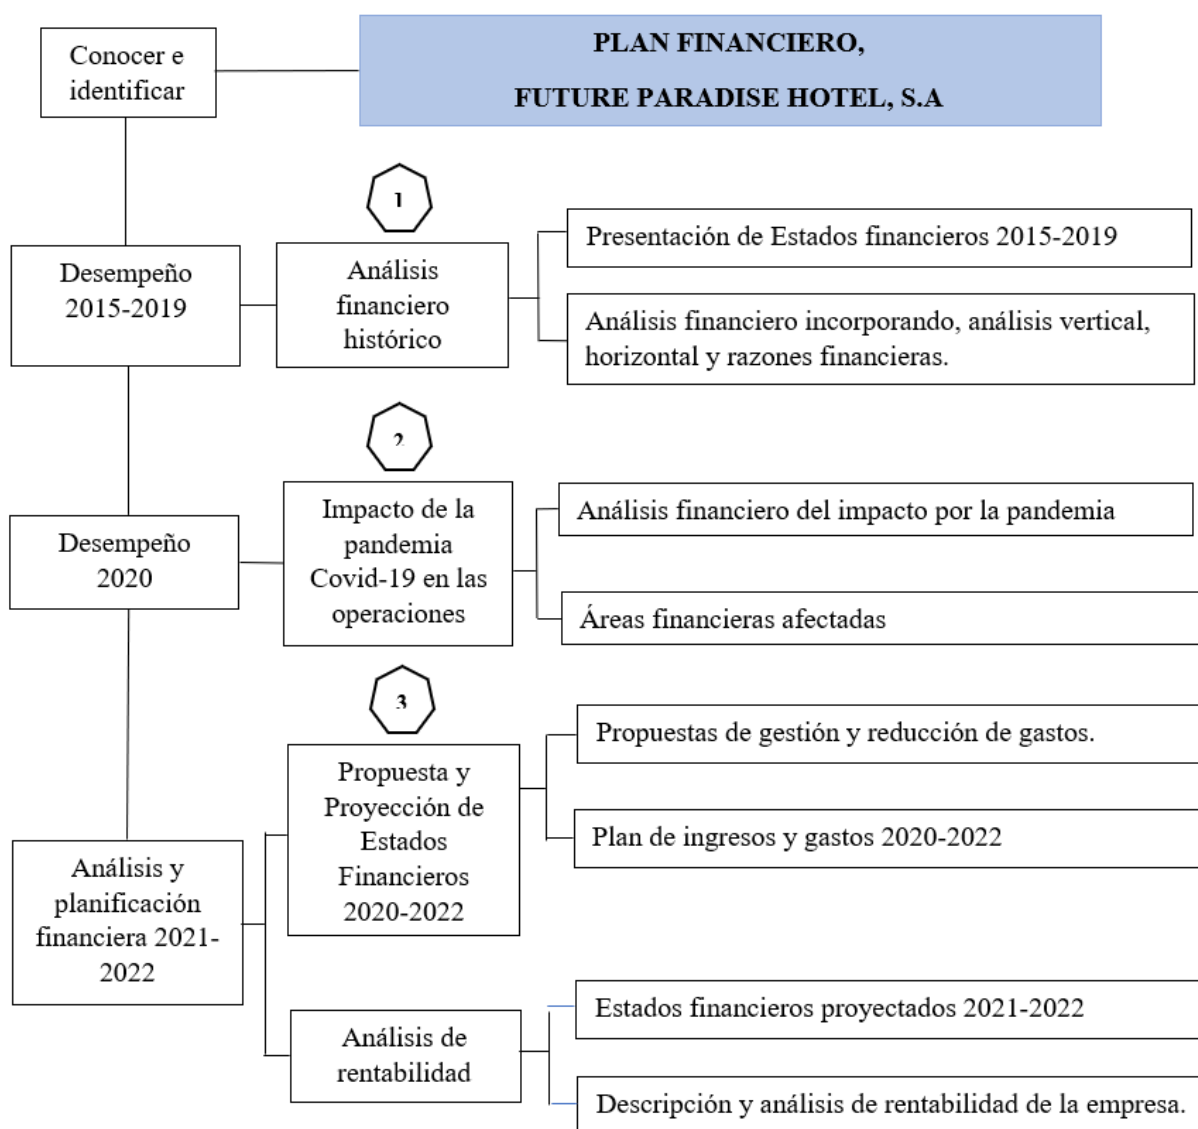 Conocer e
identificar
PLAN FINANCIERO,
FUTURE PARADISE HOTEL, S.A
1
Desempeño
2015-2019
Análisis
financiero
histórico
Presentación de Estados financieros 2015-2019
Análisis financiero incorporando, análisis vertical,
horizontal y razones financieras.
2
Desempeño
2020
Impacto de la
pandemia
Covid-19 en las
operaciones
Análisis financiero del impacto por la pandemia
Áreas financieras afectadas
3
Análisis y
planificación
financiera 2021-
2022
Propuesta y
Proyección de
Estados
Financieros
2020-2022
Propuestas de gestión y reducción de gastos.
Plan de ingresos y gastos 2020-2022
Análisis de
rentabilidad
Estados financieros proyectados 2021-2022
Descripción y análisis de rentabilidad de la empresa.